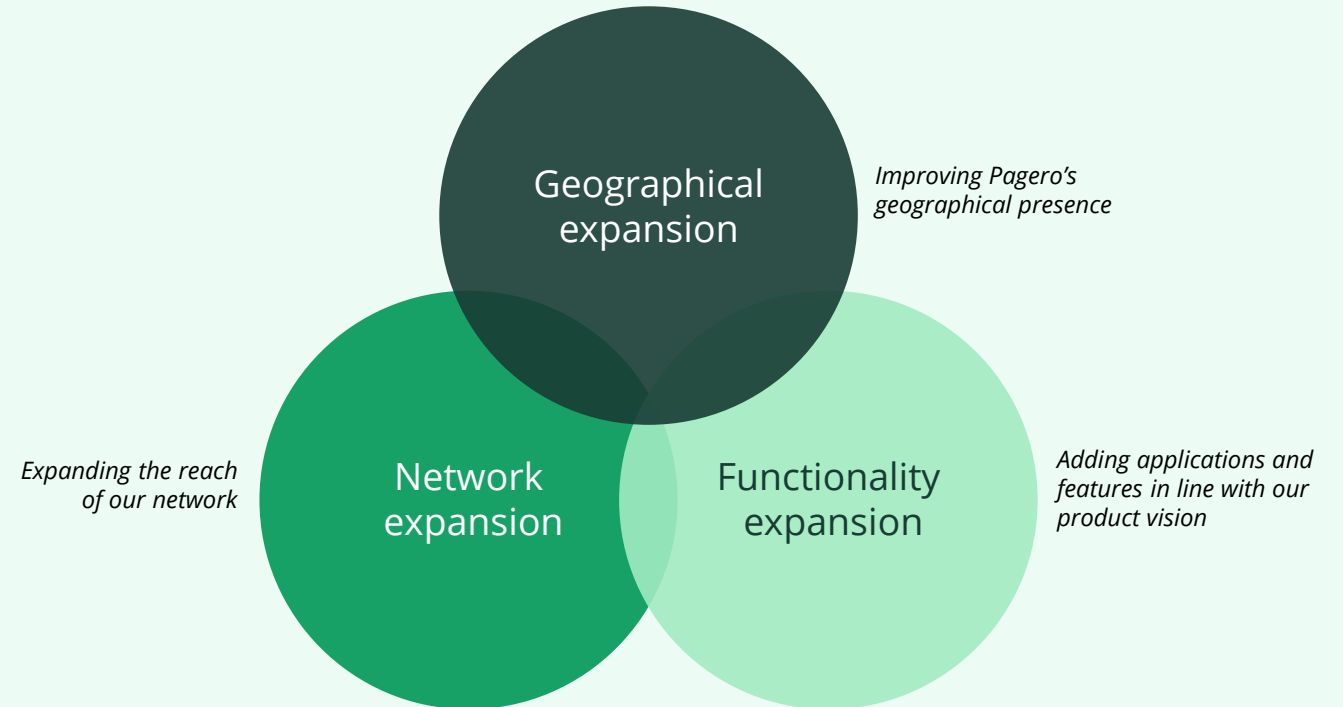 Geographical
expansion
Improving Pagero’s
geographical presence
Expanding the reach
of our network
Network
expansion
Functionality
expansion
Adding applications and
features in line with our
product vision